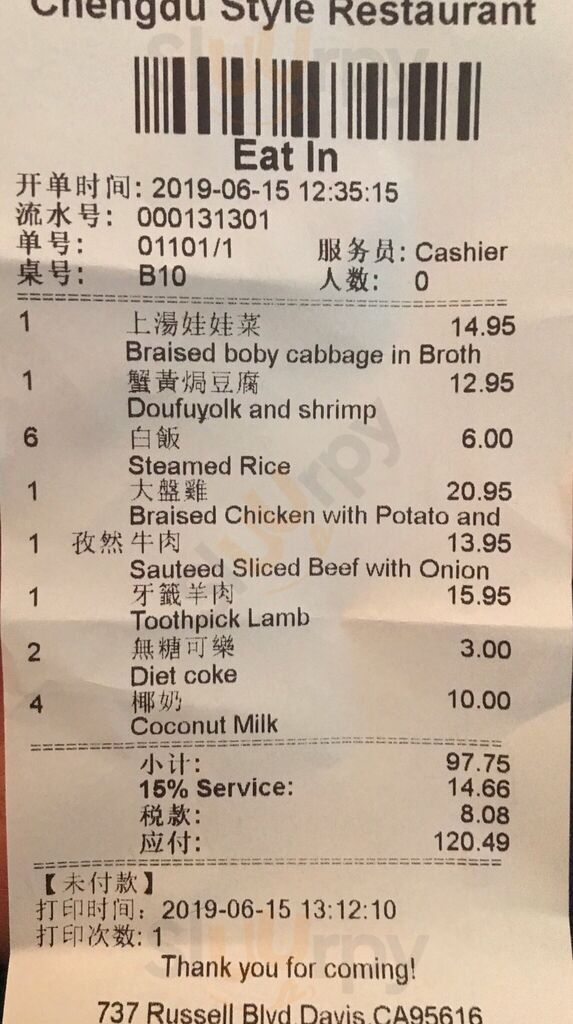 Chengdu Style Restaurant
Eat In
开单时间: 2019-06-15 12:35:15
流水号: 000131301
单号: 01101/1 服务员: Cashier
桌号: B10 人数: 0
1 上湯娃娃菜 14.95
Braised boby cabbage in Broth
1 蟹黃焗豆腐 12.95
Doufuyolk and shrimp
6 白飯 6.00
Steamed Rice
1 大盤雞 20.95
Braised Chicken with Potato and
1 孜然牛肉 13.95
Sauteed Sliced Beef with Onion
1 牙籤羊肉 15.95
Toothpick Lamb
2 無糖可樂 3.00
Diet coke
4 椰奶 10.00
Coconut Milk
小计: 97.75
15% Service: 14.66
税款: 8.08
应付: 120.49
【未付款】
打印时间: 2019-06-15 13:12:10
打印次数: 1
Thank you for coming!
737 Russell Blvd,Davis,CA95616
slurrpy
slurrpy
slurrpy